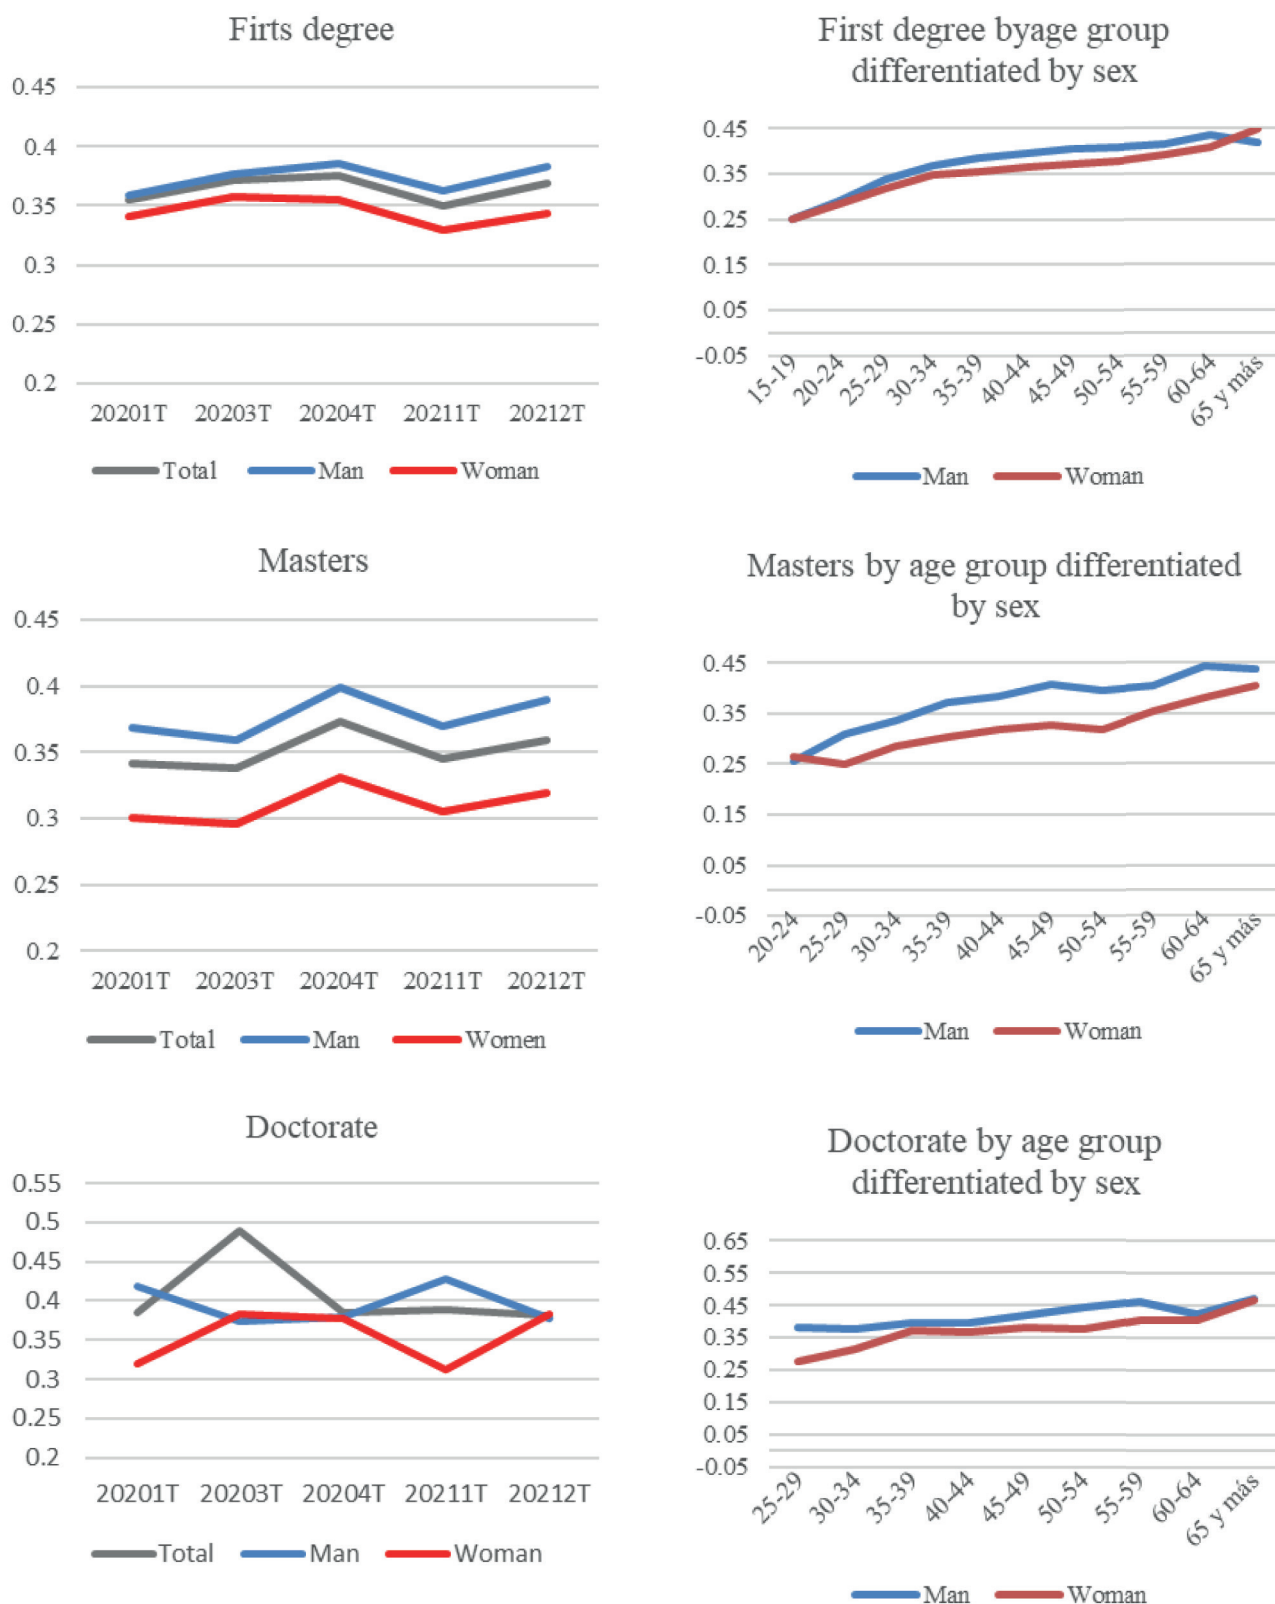 Firts degree
0.45
0.4
0.35
0.3
0.25
0.2
20201T 20203T 20204T 20211T 20212T
Total Man Woman
First degree byage group
differentiated by sex
0.45
0.35
0.25
0.15
0.05
-0.05
15-19 20-24 25-29 30-34 35-39 40-44 45-49 50-54 55-59 60-64 65 y más
Man Woman
Masters
0.45
0.4
0.35
0.3
0.25
0.2
20201T 20203T 20204T 20211T 20212T
Total Man Women
Masters by age group differentiated
by sex
0.45
0.35
0.25
0.15
0.05
-0.05
20-24 25-29 30-34 35-39 40-44 45-49 50-54 55-59 60-64 65 y más
Man Woman
Doctorate
0.55
0.5
0.45
0.4
0.35
0.3
0.25
0.2
20201T 20203T 20204T 20211T 20212T
Total Man Woman
Doctorate by age group
differentiated by sex
0.65
0.55
0.45
0.35
0.25
0.15
0.05
-0.05
25-29 30-34 35-39 40-44 45-49 50-54 55-59 60-64 65 y más
Man Woman